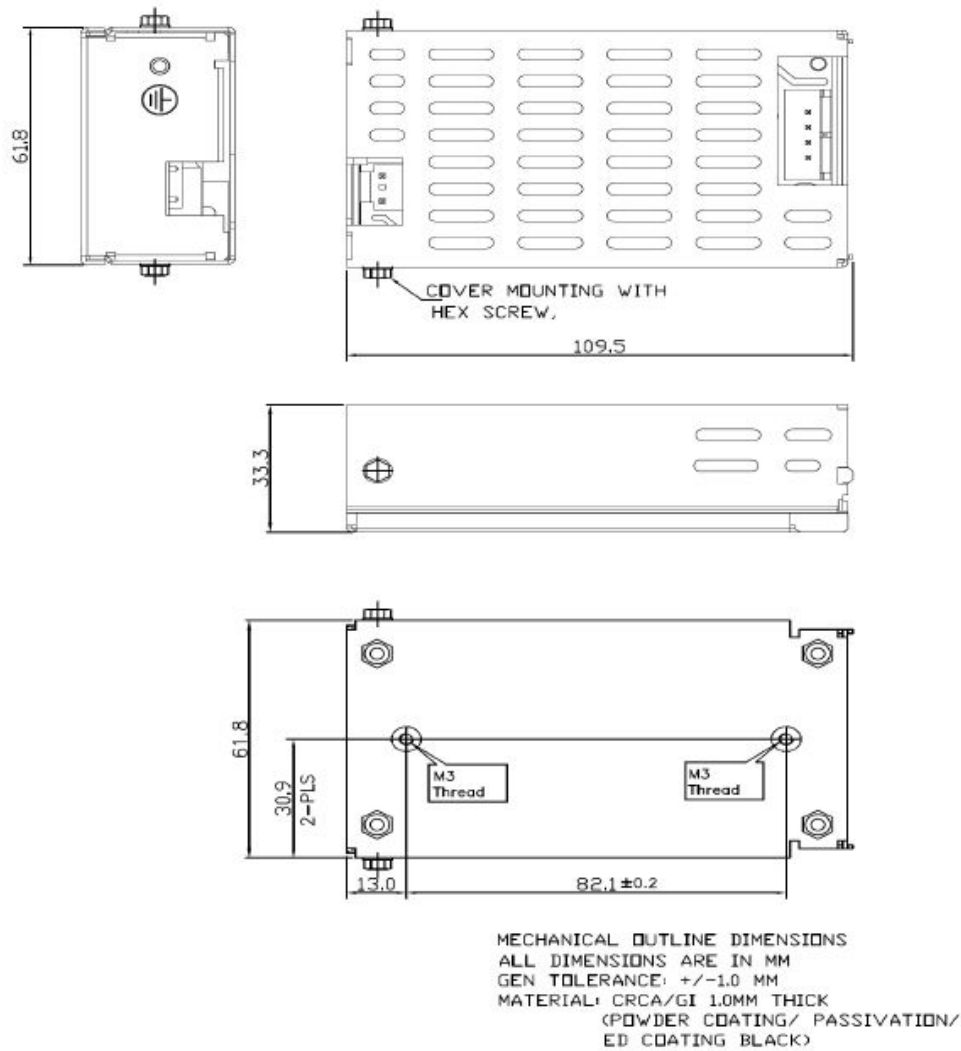 61.8
COVER MOUNTING WITH
HEX SCREW,
109.5
33.3
61.8
30.9
2-PLS
M3
Thread
M3
Thread
13.0
82.1 ±0.2
MECHANICAL OUTLINE DIMENSIONS
ALL DIMENSIONS ARE IN MM
GEN TOLERANCE: +/-1.0 MM
MATERIAL: CRCA/GI 1.0MM THICK
(POWDER COATING/ PASSIVATION/
ED COATING BLACK)